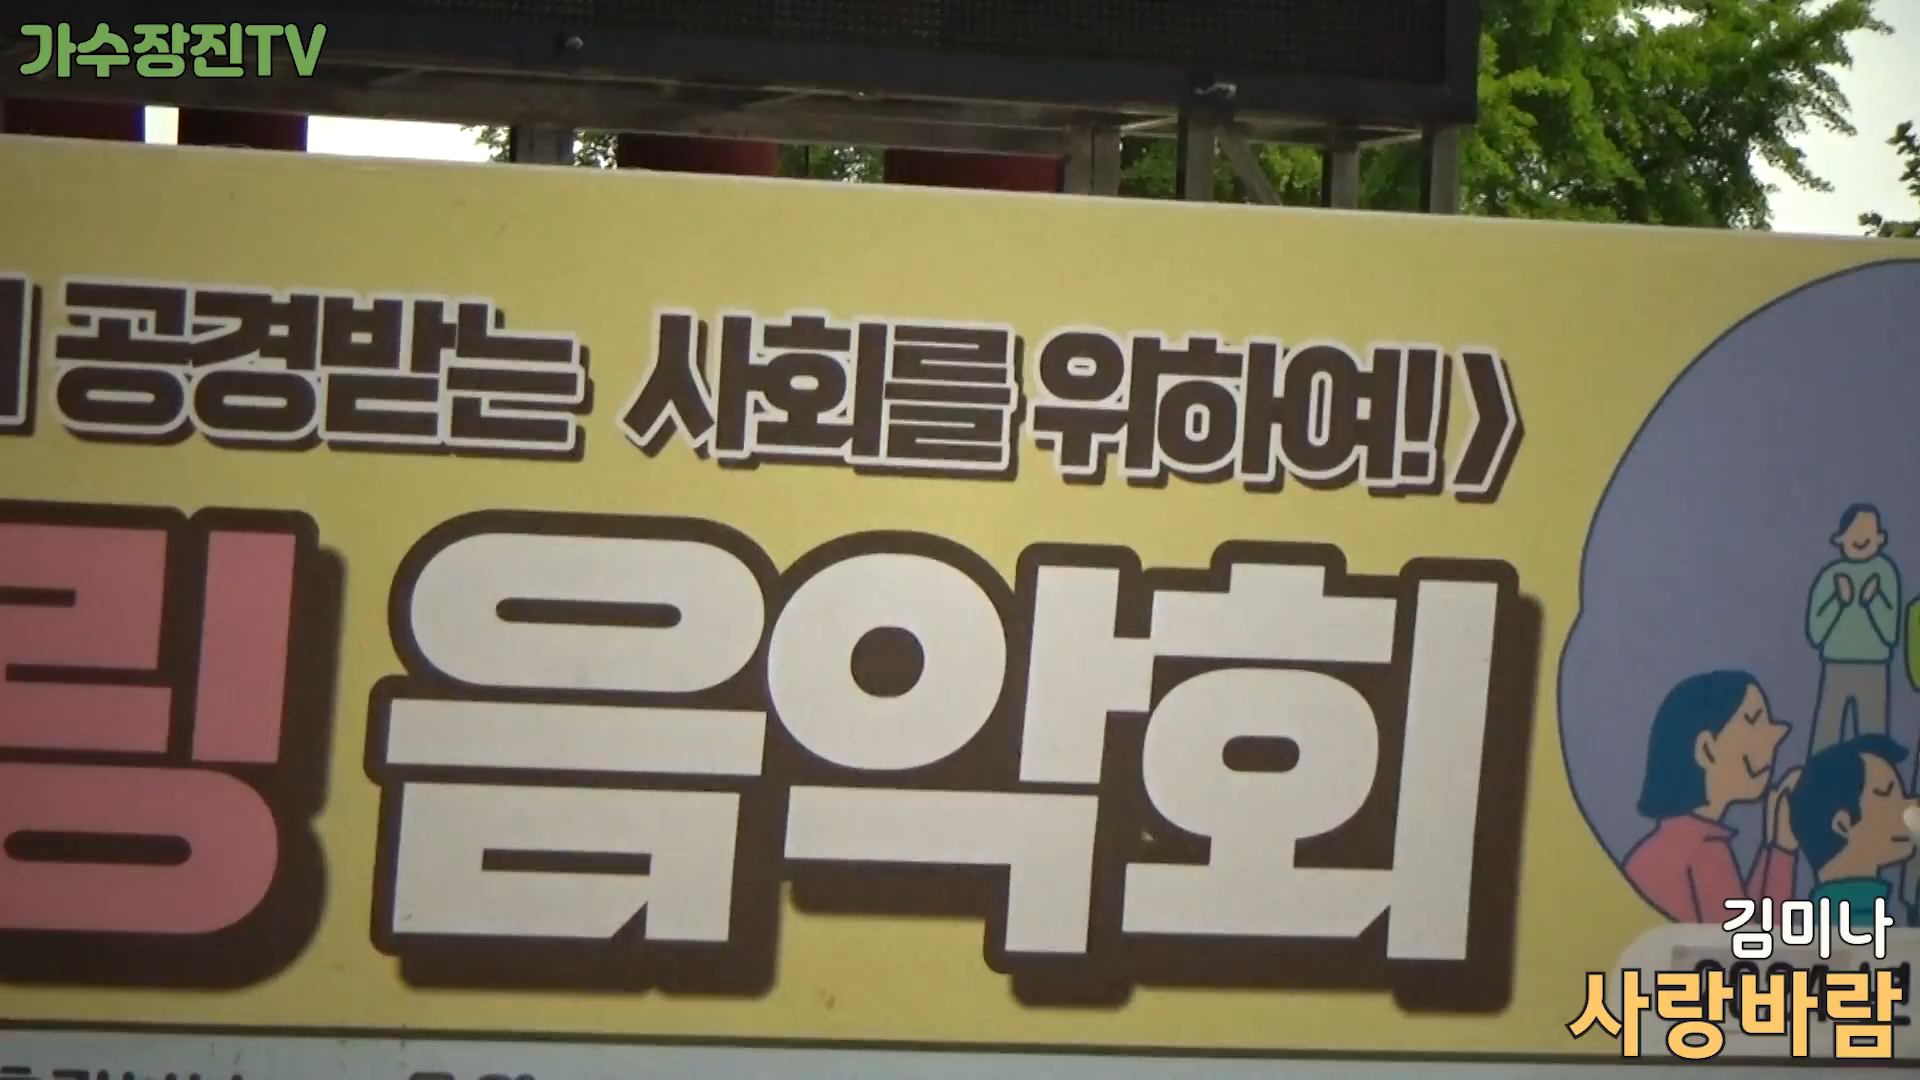 가수장진TV
공경받는 사회를 위하여!〉
링 음악회
김미나
사랑바람